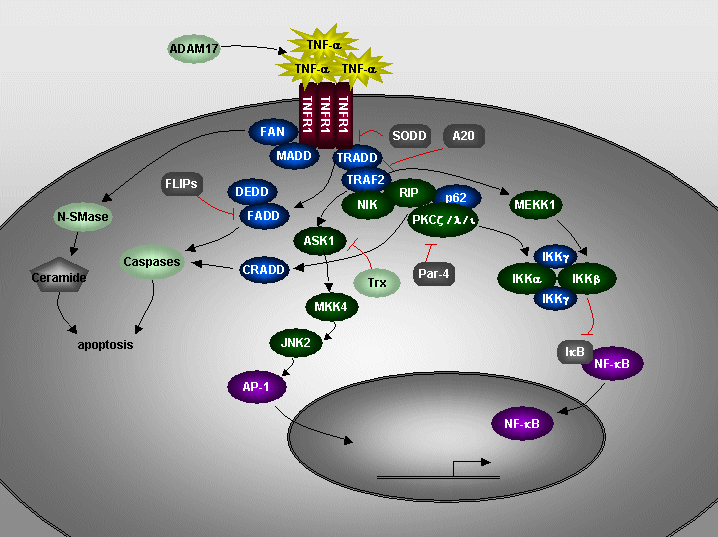 TNF-α
ADAM17
TNF-α
TNF-α
TNFR1
TNFR1
TNFR1
FAN
SODD
A20
MADD
TRADD
FLIPs
DEDD
TRAF2
RIP
p62
NIK
MEKK1
N-SMase
FADD
PKCζ/λ/ι
ASK1
Caspases
CRADD
IKKγ
Ceramide
Trx
Par-4
IKKα
IKKβ
IKKγ
MKK4
apoptosis
JNK2
IκB
NF-κB
AP-1
NF-κB